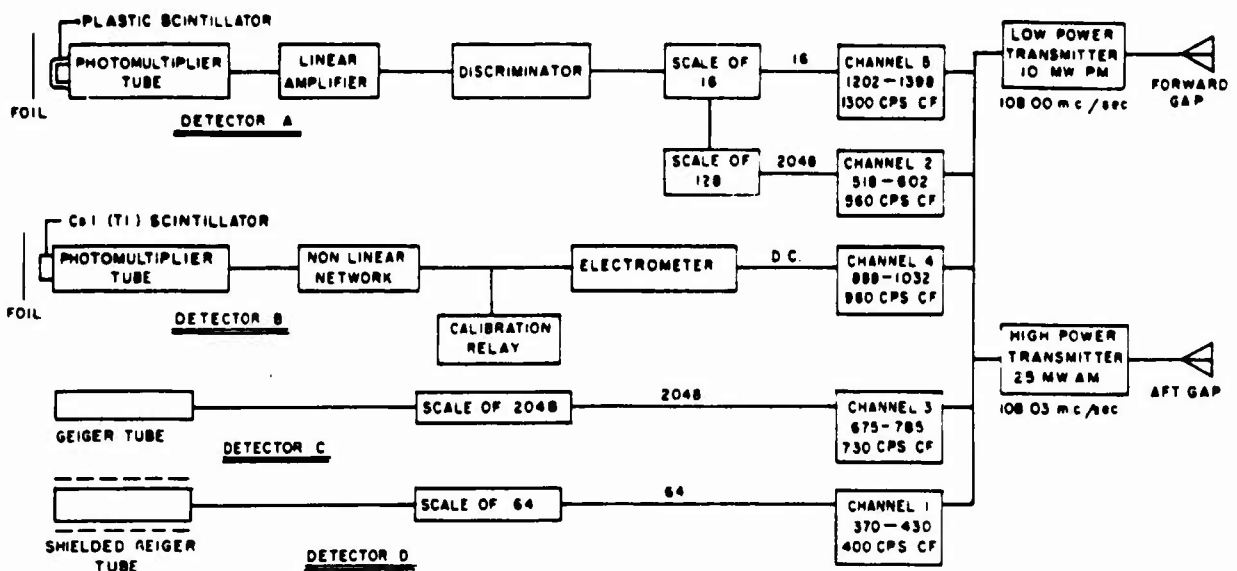 PLASTIC SCINTILLATOR
PHOTOMULTIPLIER
TUBE
FOIL
DETECTOR A
LINEAR
AMPLIFIER
DISCRIMINATOR
SCALE OF
16
16
CHANNEL 5
1202-1398
1300 CPS CF
LOW POWER
TRANSMITTER
10 MW PM
108.00 mc/sec
FORWARD
GAP
SCALE OF
128
2048
CHANNEL 2
518-602
560 CPS CF
CsI (Tl) SCINTILLATOR
PHOTOMULTIPLIER
TUBE
FOIL
DETECTOR B
NON LINEAR
NETWORK
CALIBRATION
RELAY
ELECTROMETER
D.C.
CHANNEL 4
888-1032
960 CPS CF
HIGH POWER
TRANSMITTER
25 MW AM
108.03 mc/sec
AFT GAP
GEIGER TUBE
DETECTOR C
SCALE OF 2048
2048
CHANNEL 3
675-785
730 CPS CF
SHIELDED GEIGER
TUBE
DETECTOR D
SCALE OF 64
64
CHANNEL 1
370-430
400 CPS CF